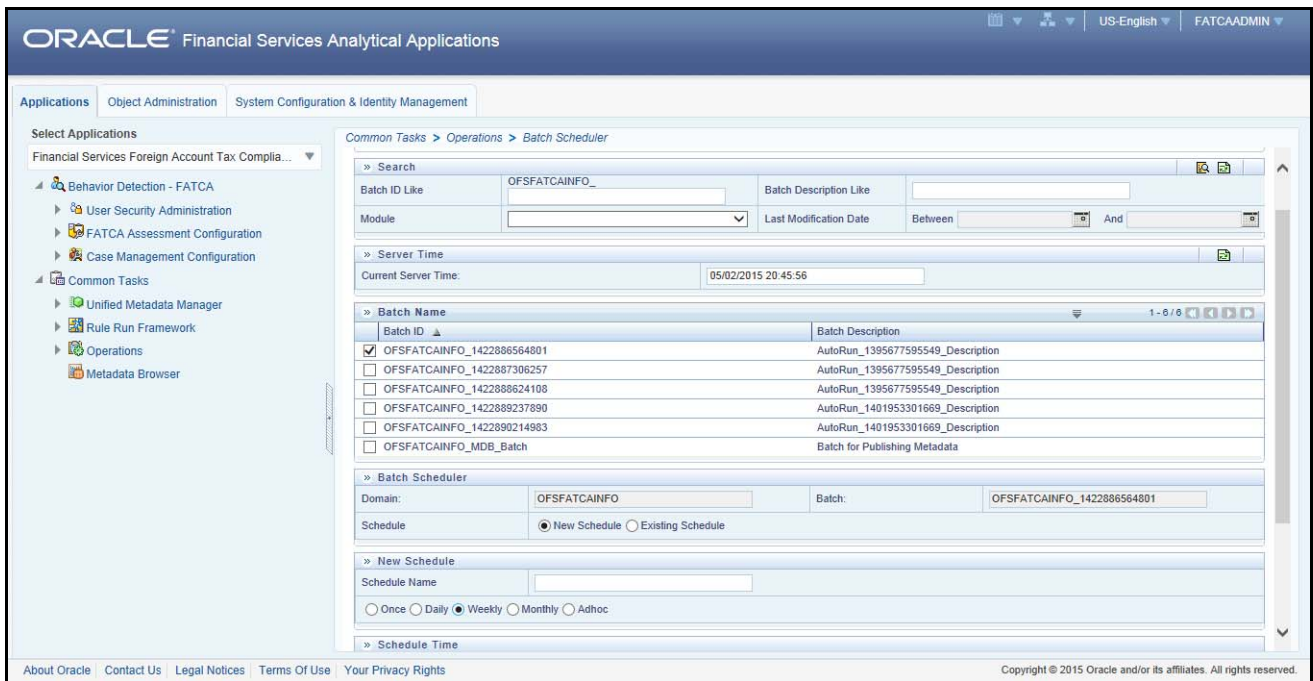 US-English FATCAADMIN
ORACLE® Financial Services Analytical Applications
Applications Object Administration System Configuration & Identity Management
Select Applications
Financial Services Foreign Account Tax Complia...
Behavior Detection - FATCA
User Security Administration
FATCA Assessment Configuration
Case Management Configuration
Common Tasks
Unified Metadata Manager
Rule Run Framework
Operations
Metadata Browser
Common Tasks > Operations > Batch Scheduler
» Search
Batch ID Like OFSFATCAINFO_ Batch Description Like
Module Last Modification Date Between And
» Server Time
Current Server Time: 05/02/2015 20:45:56
» Batch Name 1-6/6
Batch ID Batch Description
OFSFATCAINFO_1422886564801 AutoRun_1395677595549_Description
OFSFATCAINFO_1422887306257 AutoRun_1395677595549_Description
OFSFATCAINFO_1422888624108 AutoRun_1395677595549_Description
OFSFATCAINFO_1422889237890 AutoRun_1401953301669_Description
OFSFATCAINFO_1422890214983 AutoRun_1401953301669_Description
OFSFATCAINFO_MDB_Batch Batch for Publishing Metadata
» Batch Scheduler
Domain: OFSFATCAINFO Batch: OFSFATCAINFO_1422886564801
Schedule New Schedule Existing Schedule
» New Schedule
Schedule Name
Once Daily Weekly Monthly Adhoc
» Schedule Time
About Oracle Contact Us Legal Notices Terms Of Use Your Privacy Rights Copyright © 2015 Oracle and/or its affiliates. All rights reserved.